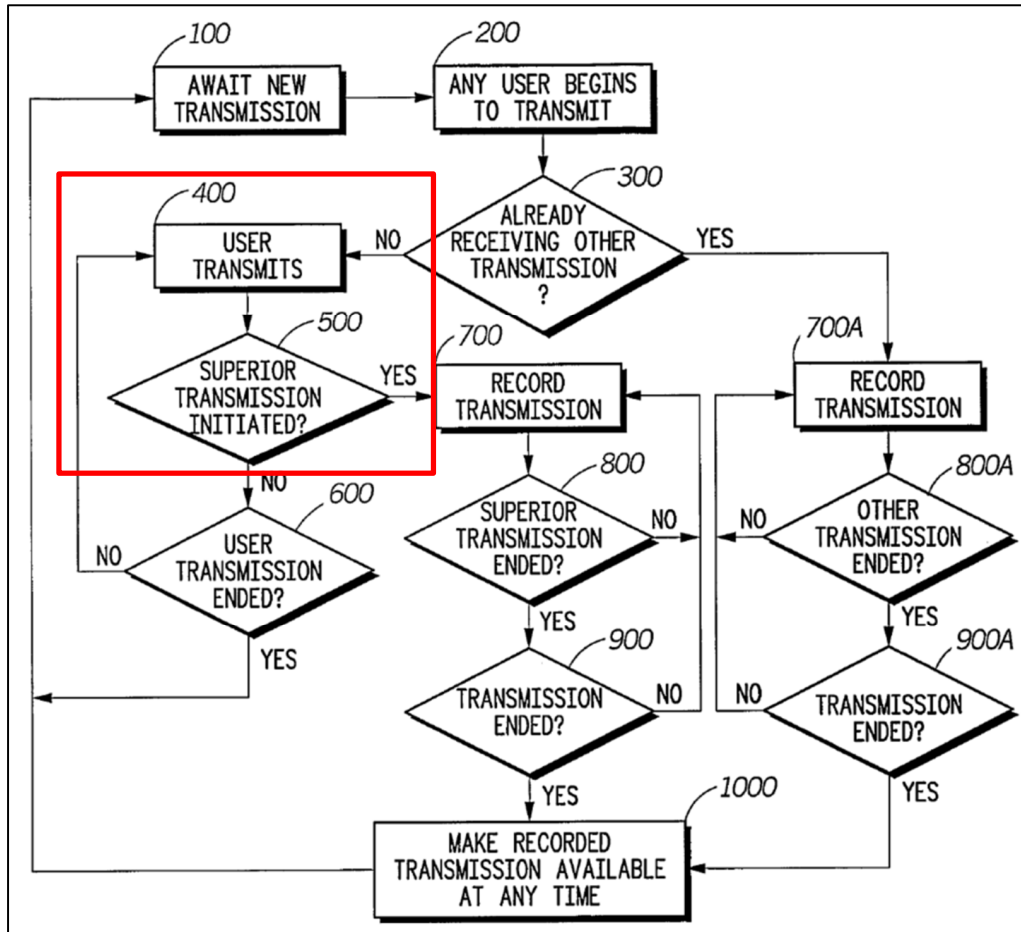 100
AWAIT NEW
TRANSMISSION
200
ANY USER BEGINS
TO TRANSMIT
300
ALREADY
RECEIVING OTHER
TRANSMISSION
?
NO
YES
400
USER
TRANSMITS
500
SUPERIOR
TRANSMISSION
INITIATED?
YES
NO
600
USER
TRANSMISSION
ENDED?
NO
YES
700
RECORD
TRANSMISSION
800
SUPERIOR
TRANSMISSION
ENDED?
NO
YES
900
TRANSMISSION
ENDED?
NO
YES
700A
RECORD
TRANSMISSION
800A
OTHER
TRANSMISSION
ENDED?
NO
YES
900A
TRANSMISSION
ENDED?
NO
YES
1000
MAKE RECORDED
TRANSMISSION AVAILABLE
AT ANY TIME